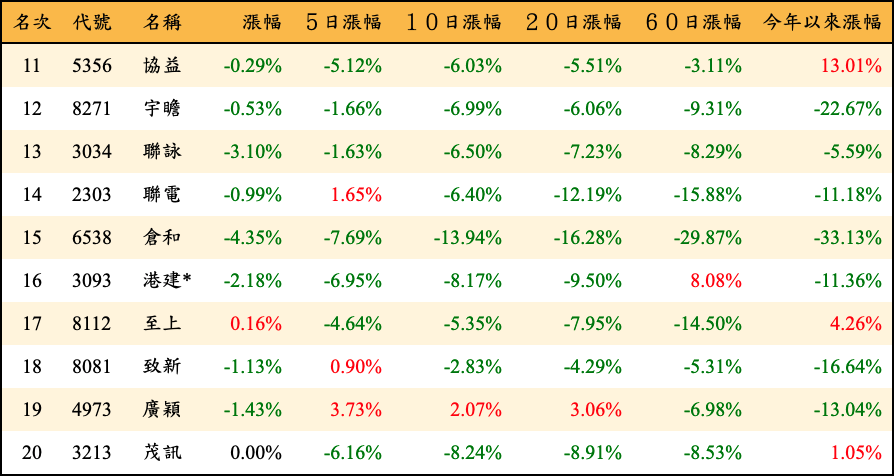 名次 代號 名稱 漲幅 ５日漲幅 １０日漲幅 ２０日漲幅 ６０日漲幅 今年以來漲幅
11 5356 協益 -0.29% -5.12% -6.03% -5.51% -3.11% 13.01%
12 8271 宇瞻 -0.53% -1.66% -6.99% -6.06% -9.31% -22.67%
13 3034 聯詠 -3.10% -1.63% -6.50% -7.23% -8.29% -5.59%
14 2303 聯電 -0.99% 1.65% -6.40% -12.19% -15.88% -11.18%
15 6538 倉和 -4.35% -7.69% -13.94% -16.28% -29.87% -33.13%
16 3093 港建* -2.18% -6.95% -8.17% -9.50% 8.08% -11.36%
17 8112 至上 0.16% -4.64% -5.35% -7.95% -14.50% 4.26%
18 8081 致新 -1.13% 0.90% -2.83% -4.29% -5.31% -16.64%
19 4973 廣穎 -1.43% 3.73% 2.07% 3.06% -6.98% -13.04%
20 3213 茂訊 0.00% -6.16% -8.24% -8.91% -8.53% 1.05%